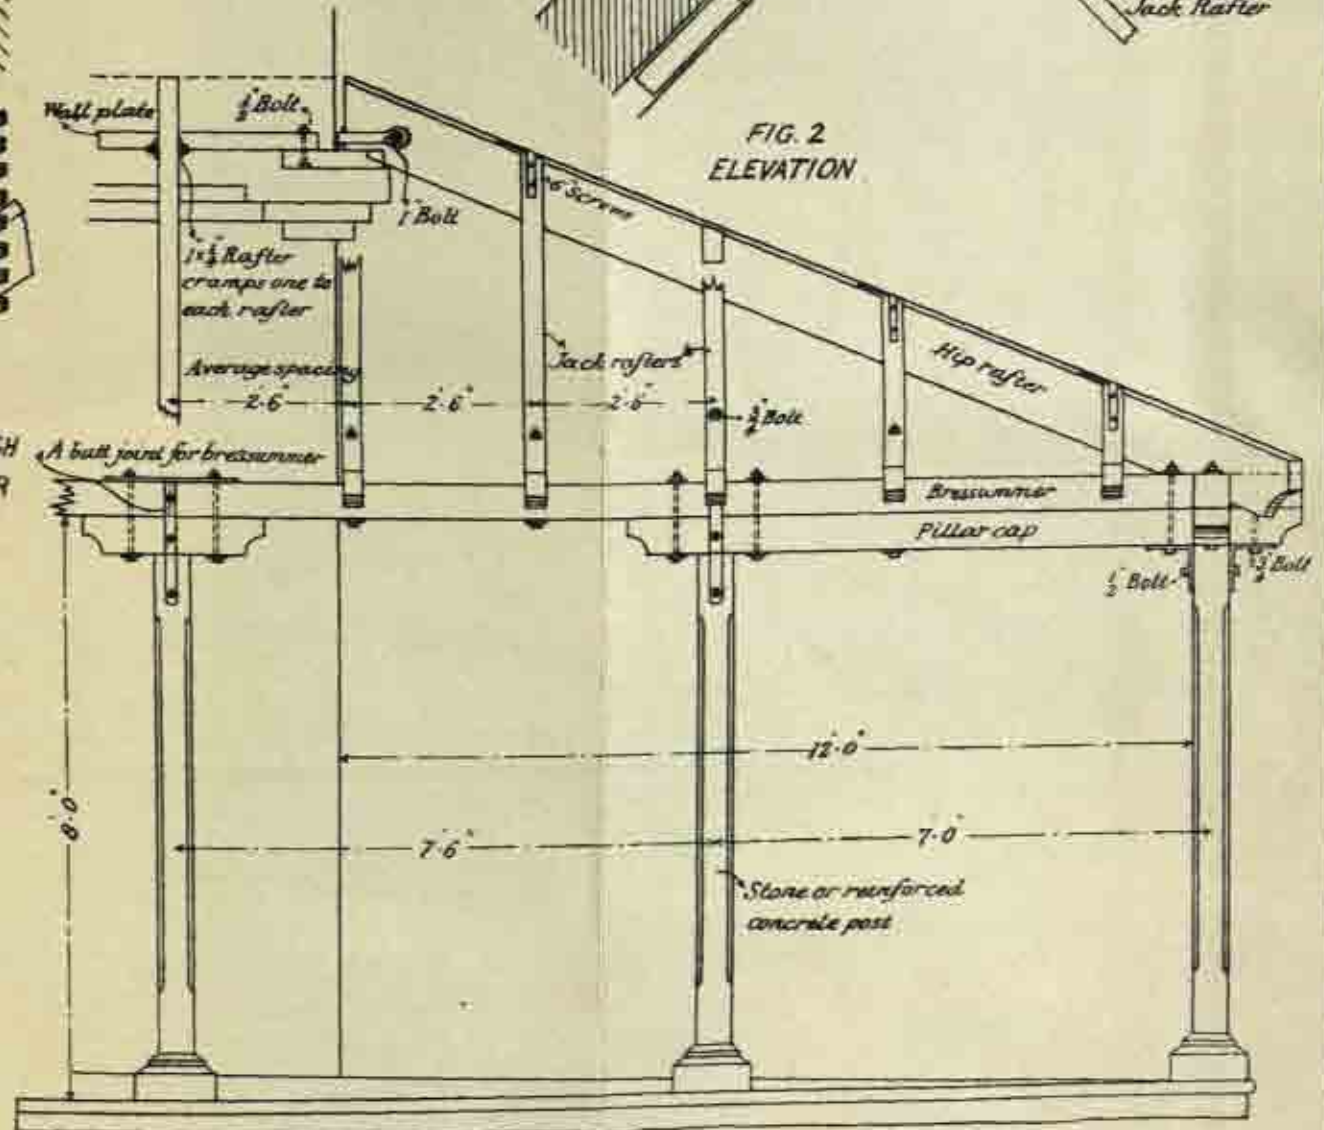 Jack Rafter
FIG. 2
ELEVATION
Wall plate
1/2" Bolt
6" Screws
1" Bolt
Rafter
cramps one to
each rafter
Average spacing
2'-6"
2'-6"
2'-6"
Jack rafters
3/4" Bolt
Hip rafter
H
R
A butt joint for bressummer
Bressummer
Pillar cap
1/2" Bolt
3/4" Bolt
12'-0"
8'-0"
7'-6"
7'-0"
Stone or reinforced
concrete post